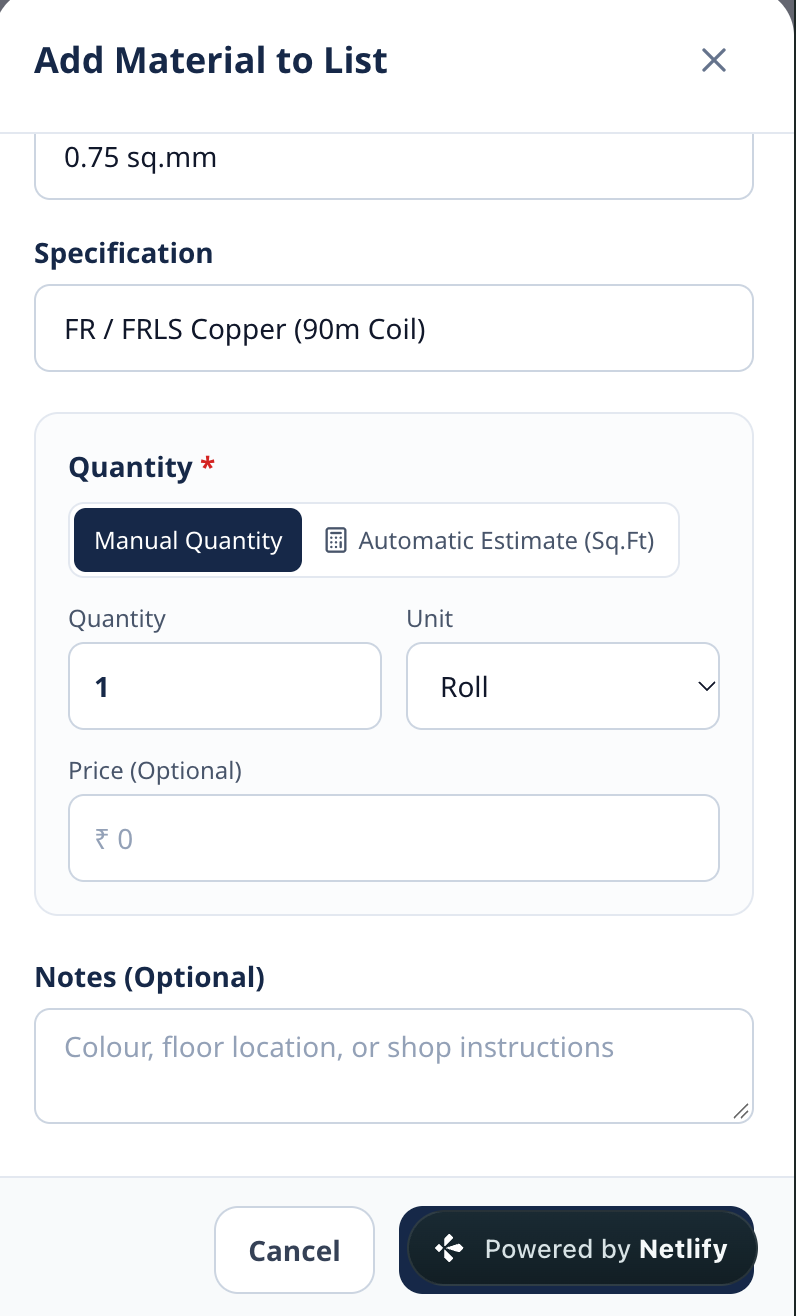 Add Material to List
0.75 sq.mm
Specification
FR / FRLS Copper (90m Coil)
Quantity *
Manual Quantity Automatic Estimate (Sq.Ft)
Quantity Unit
1 Roll
Price (Optional)
₹ 0
Notes (Optional)
Colour, floor location, or shop instructions
Cancel Powered by Netlify